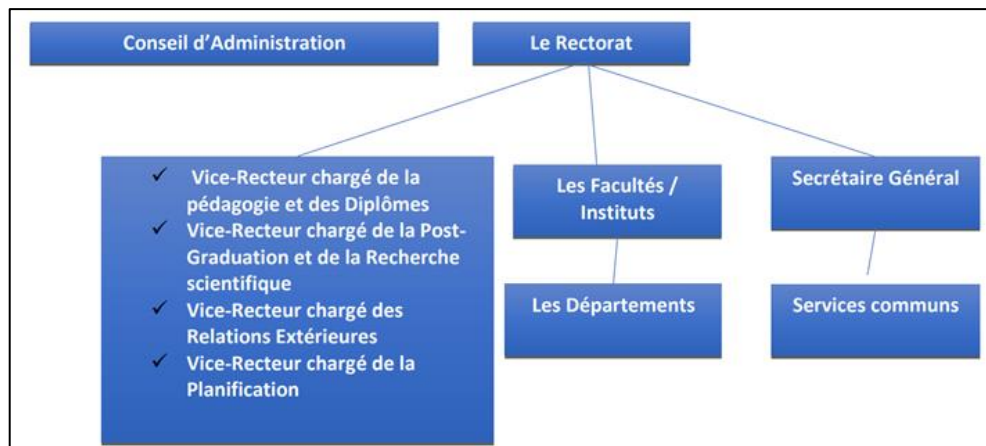 Conseil d'Administration
Le Rectorat
✓ Vice-Recteur chargé de la
pédagogie et des Diplômes
✓ Vice-Recteur chargé de la Post-
Graduation et de la Recherche
scientifique
✓ Vice-Recteur chargé des
Relations Extérieures
✓ Vice-Recteur chargé de la
Planification
Les Facultés /
Instituts
Secrétaire Général
Les Départements
Services communs